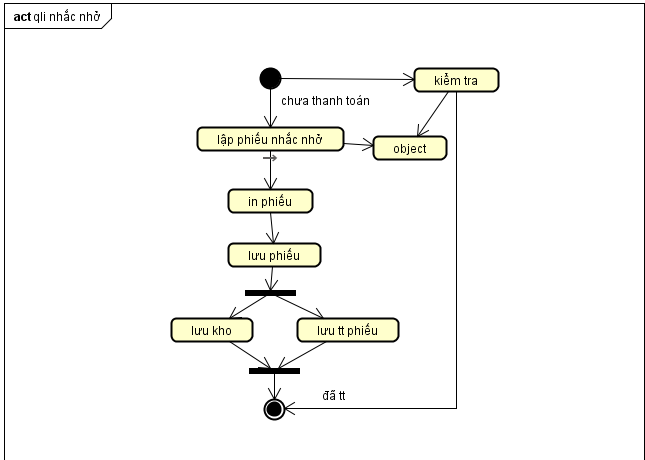 act qli nhắc nhở
kiểm tra
chưa thanh toán
lập phiếu nhắc nhở
object
in phiếu
lưu phiếu
lưu kho
lưu tt phiếu
đã tt